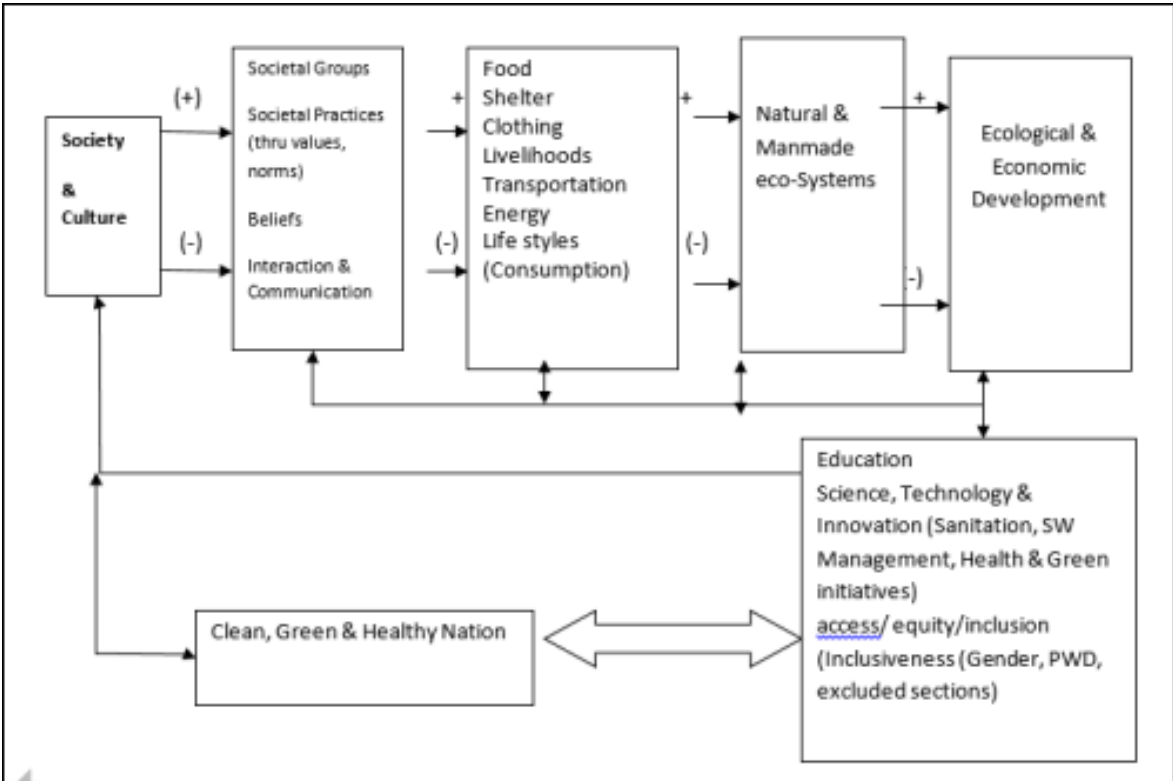 Society
&
Culture
(+)
(-)
Societal Groups
Societal Practices
(thru values,
norms)
Beliefs
Interaction &
Communication
+
(-)
Food
Shelter
Clothing
Livelihoods
Transportation
Energy
Life styles
(Consumption)
+
(-)
Natural &
Manmade
eco-Systems
+
(-)
Ecological &
Economic
Development
Education
Science, Technology &
Innovation (Sanitation, SW
Management, Health & Green
initiatives)
access/ equity/inclusion
(Inclusiveness (Gender, PWD,
excluded sections)
Clean, Green & Healthy Nation